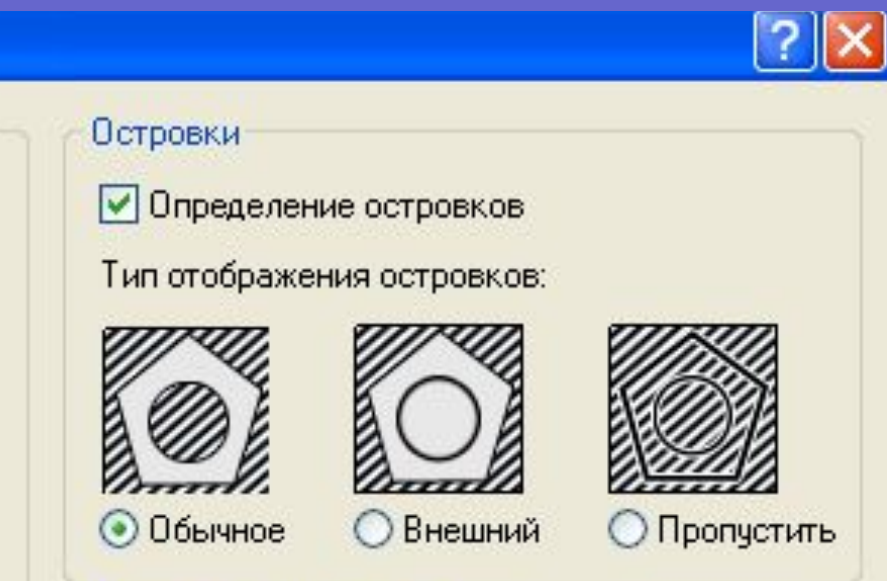 Островки
Определение островков
Тип отображения островков:
Обычное Внешний Пропустить